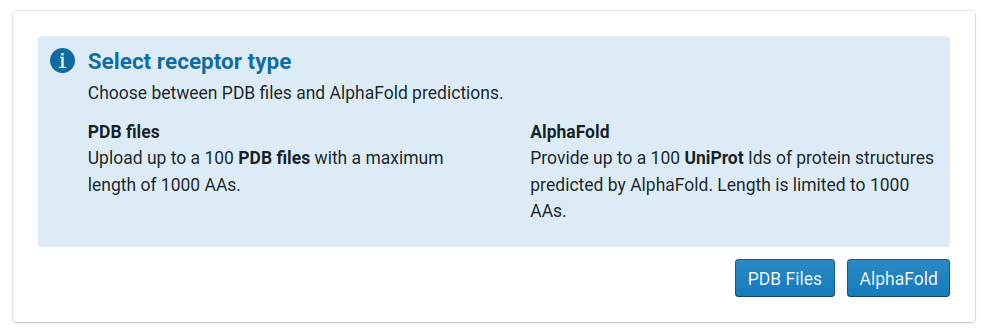 Select receptor type
Choose between PDB files and AlphaFold predictions.
PDB files
Upload up to a 100 PDB files with a maximum
length of 1000 AAs.
AlphaFold
Provide up to a 100 UniProt Ids of protein structures
predicted by AlphaFold. Length is limited to 1000
AAs.
PDB Files
AlphaFold